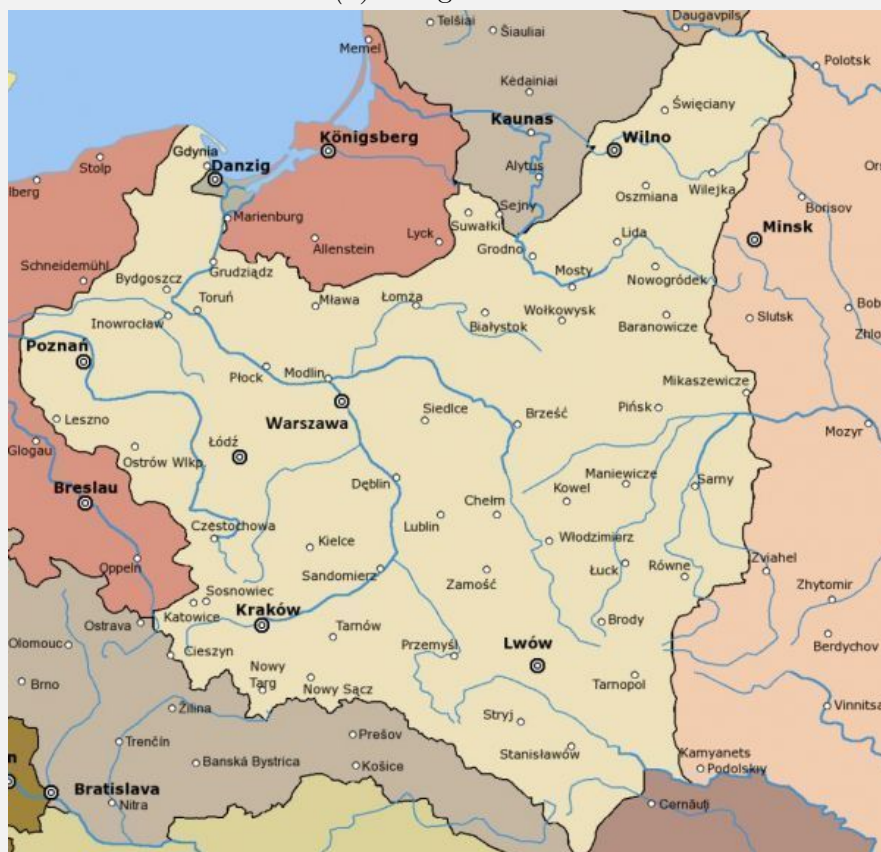 Telšiai
Šiauliai
Daugavpils
Memel
Polotsk
Kėdainiai
Święciany
Kaunas
Königsberg
Wilno
Gdynia
Danzig
Stolp
Alytus
Wilejka
Oszmiana
lberg
Sejny
Borisov
Marienburg
Suwałki
Minsk
Allenstein
Lyck
Lida
Grodno
Schneidemühl
Grudziądz
Bydgoszcz
Mosty
Nowogródek
Toruń
Mława
Łomża
Wołkowysk
Bob
Inowrocław
Białystok
Baranowicze
Slutsk
Zhlo
Poznań
Płock
Modlin
Mikaszewicze
Siedlce
Brześć
Pińsk
Leszno
Warszawa
Mozyr
Łódź
Glogau
Ostrów Wlkp.
Maniewicze
Breslau
Dęblin
Kowel
Sarny
Chełm
Częstochowa
Lublin
Kielce
Włodzimierz
Zviahel
Oppeln
Sandomierz
Zamość
Łuck
Równe
Zhytomir
Sosnowiec
Katowice
Kraków
Ostrava
Brody
Tarnów
Olomouc
Przemyśl
Lwów
Berdychov
Cieszyn
Nowy
Targ
Tarnopol
Brno
Nowy Sącz
Žilina
Stryj
Vinnitsa
Trenčín
Prešov
Stanisławów
Kamyanets
Podolskiy
Banská Bystrica
Košice
n
Bratislava
Nitra
Cernăuţi